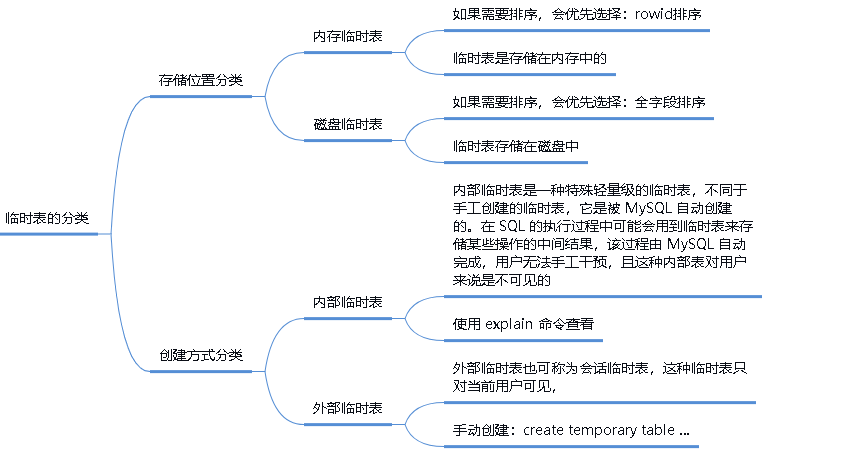 临时表的分类
存储位置分类
内存临时表
如果需要排序，会优先选择：rowid排序
临时表是存储在内存中的
磁盘临时表
如果需要排序，会优先选择：全字段排序
临时表存储在磁盘中
创建方式分类
内部临时表
内部临时表是一种特殊轻量级的临时表，不同于
手工创建的临时表，它是被 MySQL 自动创建
的。在 SQL 的执行过程中可能会用到临时表来存
储某些操作的中间结果，该过程由 MySQL 自动
完成，用户无法手工干预，且这种内部表对用户
来说是不可见的
使用 explain 命令查看
外部临时表
外部临时表也可称为会话临时表，这种临时表只
对当前用户可见，
手动创建：create temporary table ...